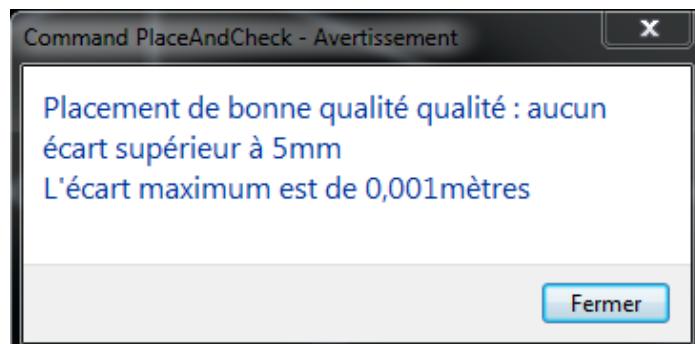 Command PlaceAndCheck - Avertissement
x
Placement de bonne qualité qualité : aucun
écart supérieur à 5mm
L'écart maximum est de 0,001mètres
Fermer